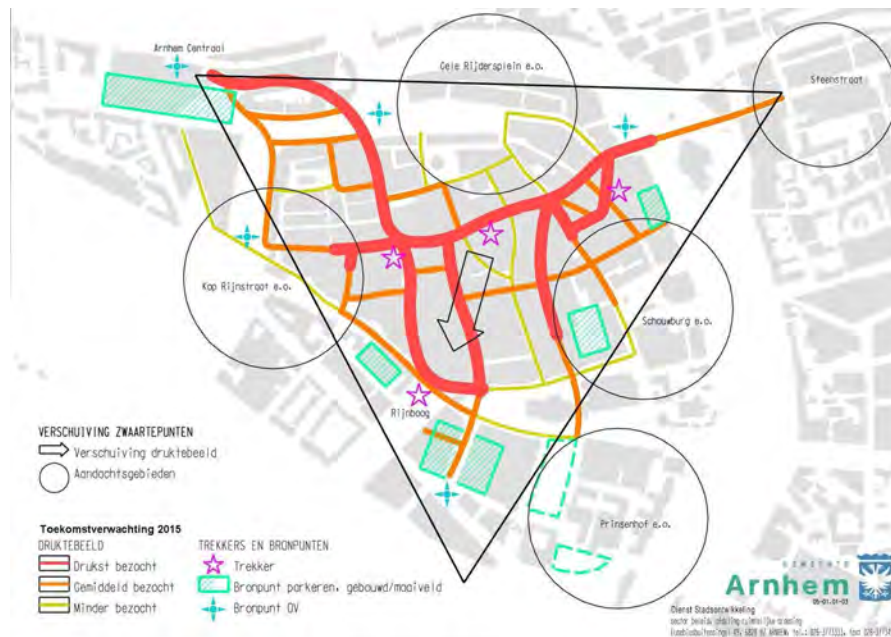 Arnhem Centraal
Gele Rijdersplein e.o.
Steenstraat
Kop Rijnstraat e.o.
Schouwburg e.o.
Rijnboog
Prinsenhof e.o.
VERSCHUIVING ZWAARTEPUNTEN
Verschuiving druktebeeld
Aandachtsgebieden
Toekomstverwachting 2015
DRUKTEBEELD
Drukst bezocht
Gemiddeld bezocht
Minder bezocht
TREKKERS EN BRONPUNTEN
Trekker
Bronpunt parkeren, gebouwd/maaiveld
Bronpunt OV
GEMEENTE
Arnhem
Dienst Stadsontwikkeling